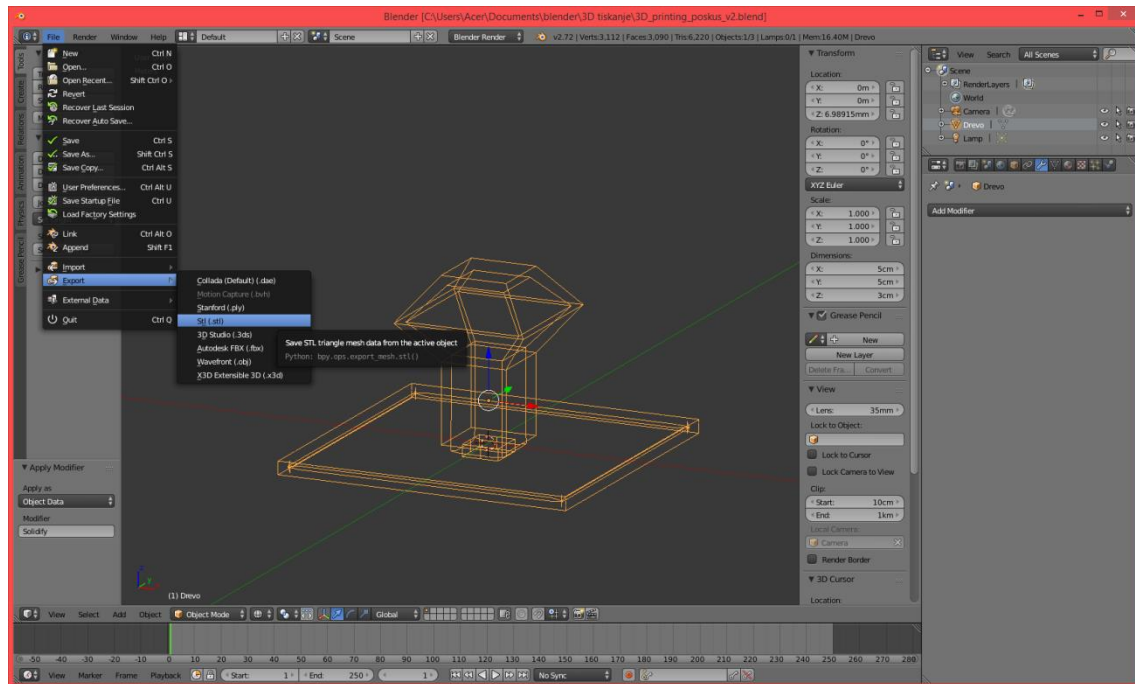 Blender [C:\Users\Acer\Documents\blender\3D tiskanje\3D_printing_poskus_v2.blend]
File Render Window Help Default Scene Blender Render v2.72 | Verts:3,112 | Faces:3,090 | Tris:6,220 | Objects:1/3 | Lamps:0/1 | Mem:16.40M | Drevo
Tools
Create
Relations
Animation
Physics
Grease Pencil
New Ctrl N
Open... Ctrl O
Open Recent... Shift Ctrl O
Revert
Recover Last Session
Recover Auto Save...
Save Ctrl S
Save As... Shift Ctrl S
Save Copy... Ctrl Alt S
User Preferences... Ctrl Alt U
Save Startup File Ctrl U
Load Factory Settings
Link Ctrl Alt O
Append Shift F1
Import
Export
External Data
Quit Ctrl Q
Collada (Default) (.dae)
Motion Capture (.bvh)
Stanford (.ply)
Stl (.stl)
3D Studio (.3ds)
Autodesk FBX (.fbx)
Wavefront (.obj)
X3D Extensible 3D (.x3d)
Save STL triangle mesh data from the active object
Python: bpy.ops.export_mesh.stl()
Apply Modifier
Apply as
Object Data
Modifier
Solidify
(1) Drevo
Transform
Location:
X: 0m
Y: 0m
Z: 6.98915mm
Rotation:
X: 0°
Y: 0°
Z: 0°
XYZ Euler
Scale:
X: 1.000
Y: 1.000
Z: 1.000
Dimensions:
X: 5cm
Y: 5cm
Z: 3cm
Grease Pencil
New
New Layer
Delete Fra... Convert
View
Lens: 35mm
Lock to Object:
Lock to Cursor
Lock Camera to View
Clip:
Start: 10cm
End: 1km
Local Camera:
Camera
Render Border
3D Cursor
Location:
View Search All Scenes
Scene
RenderLayers
World
Camera
Drevo
Lamp
Drevo
Add Modifier
View Select Add Object Object Mode Global
-50 -40 -30 -20 -10 0 10 20 30 40 50 60 70 80 90 100 110 120 130 140 150 160 170 180 190 200 210 220 230 240 250 260 270 280
View Marker Frame Playback Start: 1 End: 250 1 No Sync